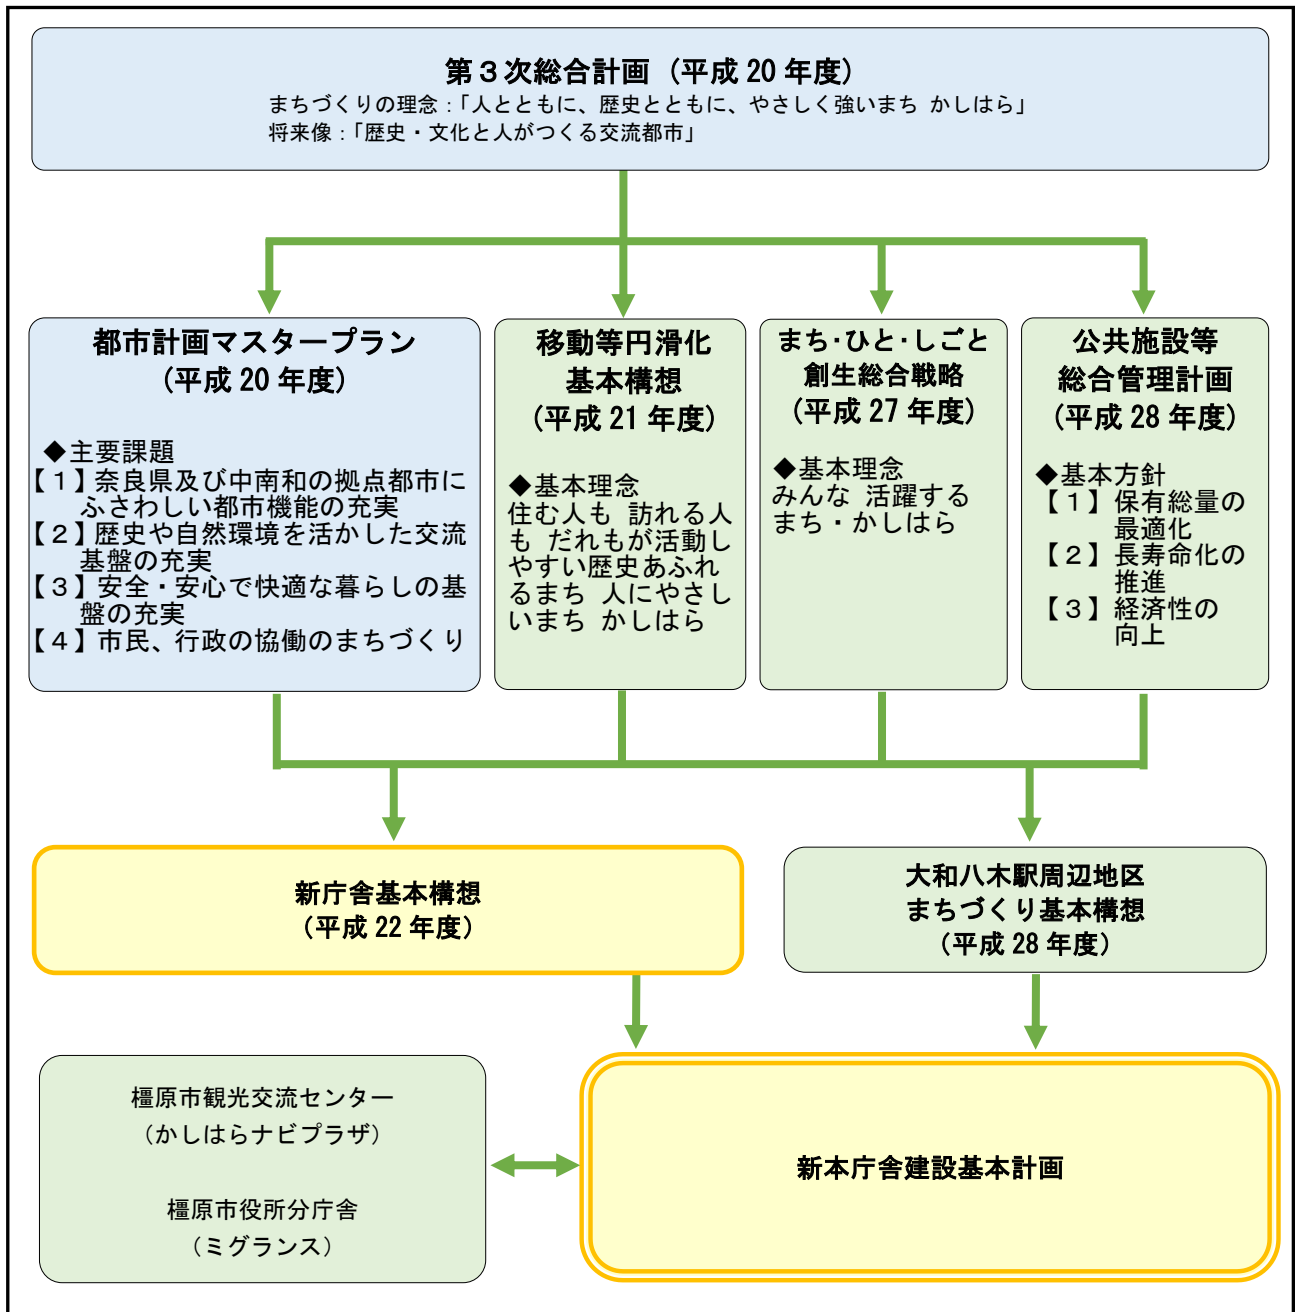 第３次総合計画（平成 20 年度）
まちづくりの理念：「人とともに、歴史とともに、やさしく強いまち かしはら」
将来像：「歴史・文化と人がつくる交流都市」
都市計画マスタープラン
（平成 20 年度）
◆主要課題
【１】奈良県及び中南和の拠点都市に
ふさわしい都市機能の充実
【２】歴史や自然環境を活かした交流
基盤の充実
【３】安全・安心で快適な暮らしの基
盤の充実
【４】市民、行政の協働のまちづくり
移動等円滑化
基本構想
（平成 21 年度）
◆基本理念
住む人も 訪れる人
も だれもが活動し
やすい歴史あふれ
るまち 人にやさし
いまち かしはら
まち・ひと・しごと
創生総合戦略
（平成 27 年度）
◆基本理念
みんな 活躍する
まち・かしはら
公共施設等
総合管理計画
（平成 28 年度）
◆基本方針
【１】保有総量の
最適化
【２】長寿命化の
推進
【３】経済性の
向上
新庁舎基本構想
（平成 22 年度）
大和八木駅周辺地区
まちづくり基本構想
（平成 28 年度）
橿原市観光交流センター
（かしはらナビプラザ）
橿原市役所分庁舎
（ミグランス）
新本庁舎建設基本計画